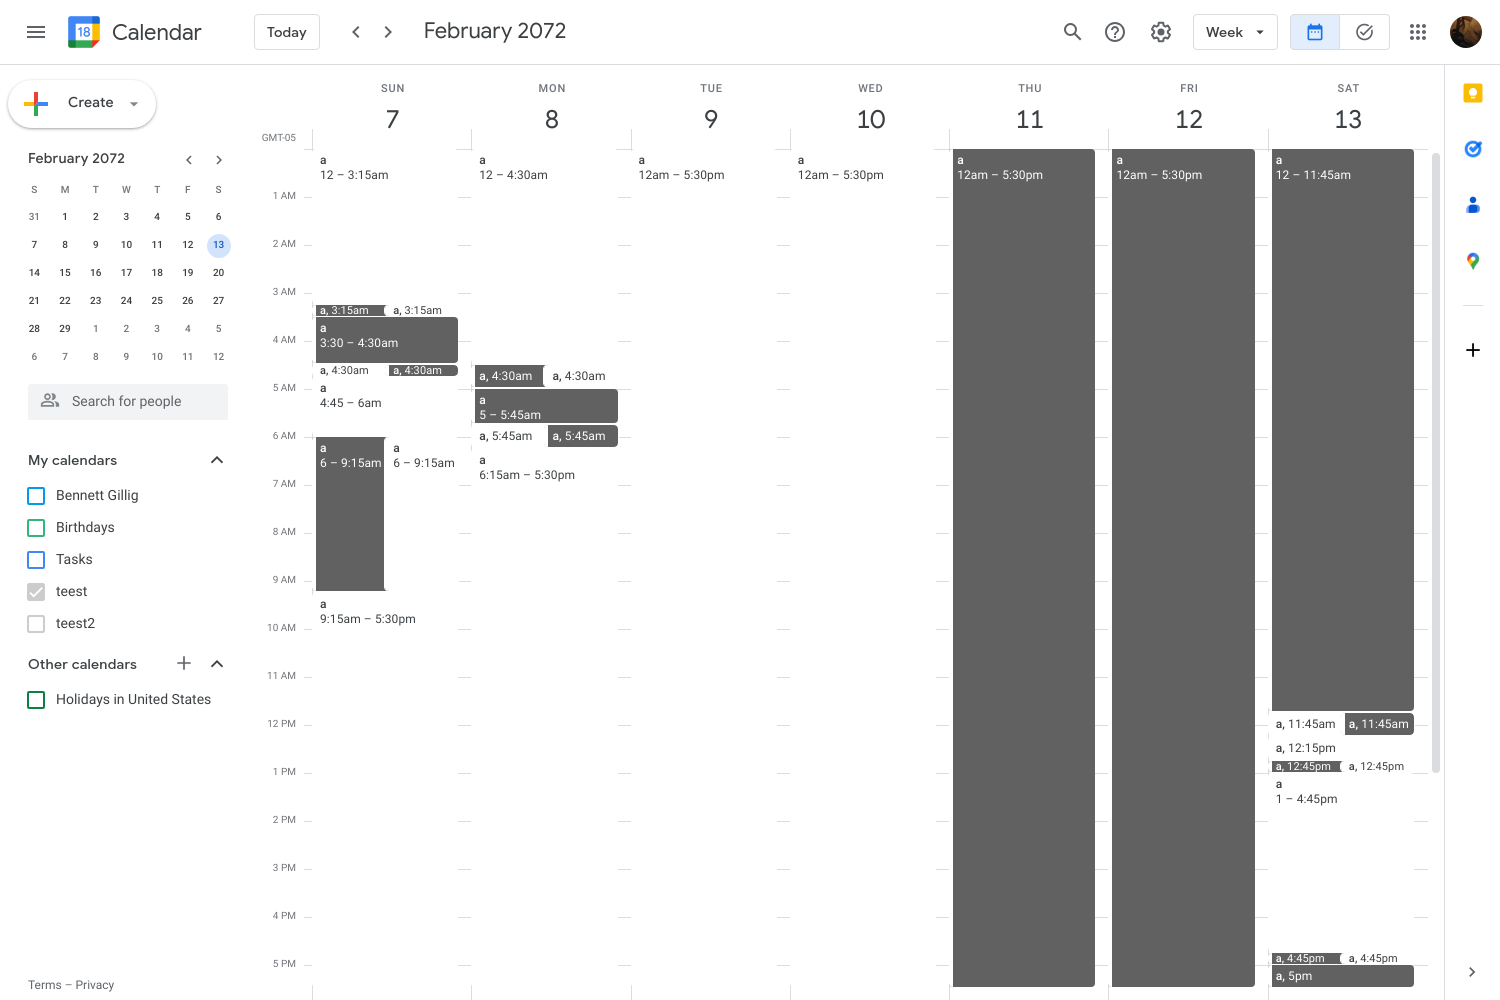 18
Calendar
Today
February 2072
Week
Create
February 2072
S M T W T F S
31 1 2 3 4 5 6
7 8 9 10 11 12 13
14 15 16 17 18 19 20
21 22 23 24 25 26 27
28 29 1 2 3 4 5
6 7 8 9 10 11 12
Search for people
My calendars
Bennett Gillig
Birthdays
Tasks
teest
teest2
Other calendars
Holidays in United States
Terms – Privacy
GMT-05
SUN
7
MON
8
TUE
9
WED
10
THU
11
FRI
12
SAT
13
1 AM
2 AM
3 AM
4 AM
5 AM
6 AM
7 AM
8 AM
9 AM
10 AM
11 AM
12 PM
1 PM
2 PM
3 PM
4 PM
5 PM
a
12 – 3:15am
a, 3:15am
a, 3:15am
a
3:30 – 4:30am
a, 4:30am
a, 4:30am
a
4:45 – 6am
a
6 – 9:15am
a
6 – 9:15am
a
9:15am – 5:30pm
a
12 – 4:30am
a, 4:30am
a, 4:30am
a
5 – 5:45am
a, 5:45am
a, 5:45am
a
6:15am – 5:30pm
a
12am – 5:30pm
a
12am – 5:30pm
a
12am – 5:30pm
a
12am – 5:30pm
a
12 – 11:45am
a, 11:45am
a, 11:45am
a, 12:15pm
a, 12:45pm
a, 12:45pm
a
1 – 4:45pm
a, 4:45pm
a, 4:45pm
a, 5pm